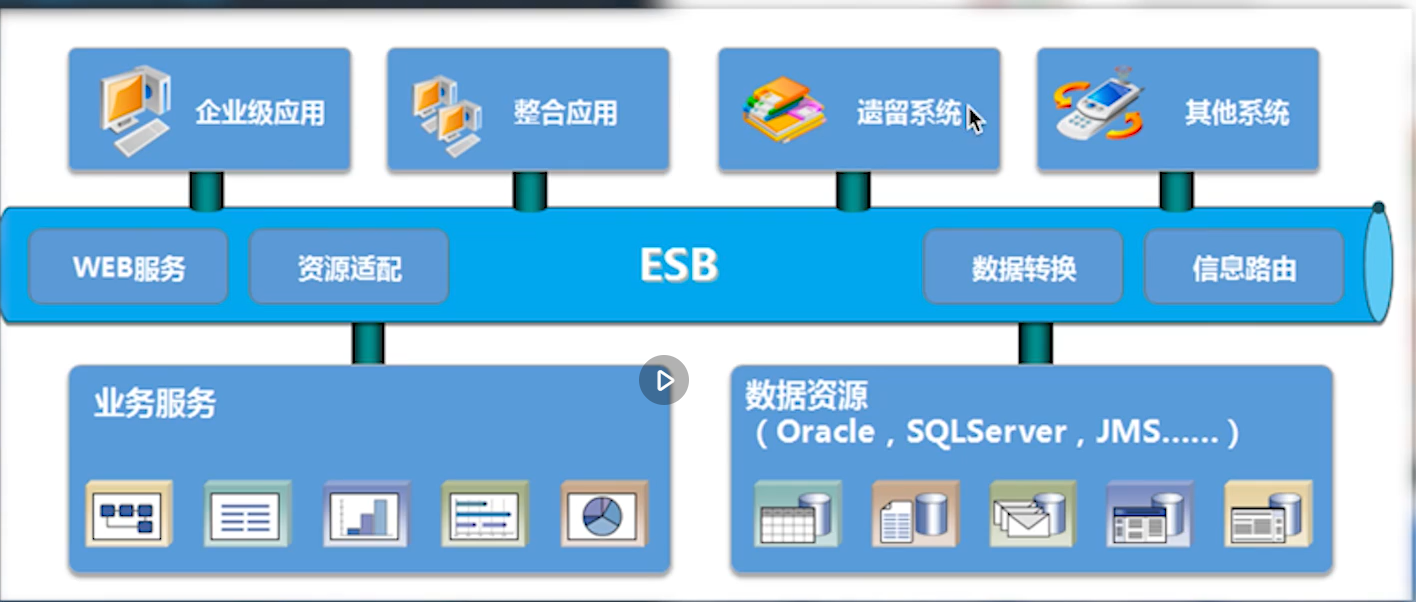 企业级应用
整合应用
遗留系统
其他系统
WEB服务
资源适配
ESB
数据转换
信息路由
业务服务
数据资源
（Oracle，SQLServer，JMS……）